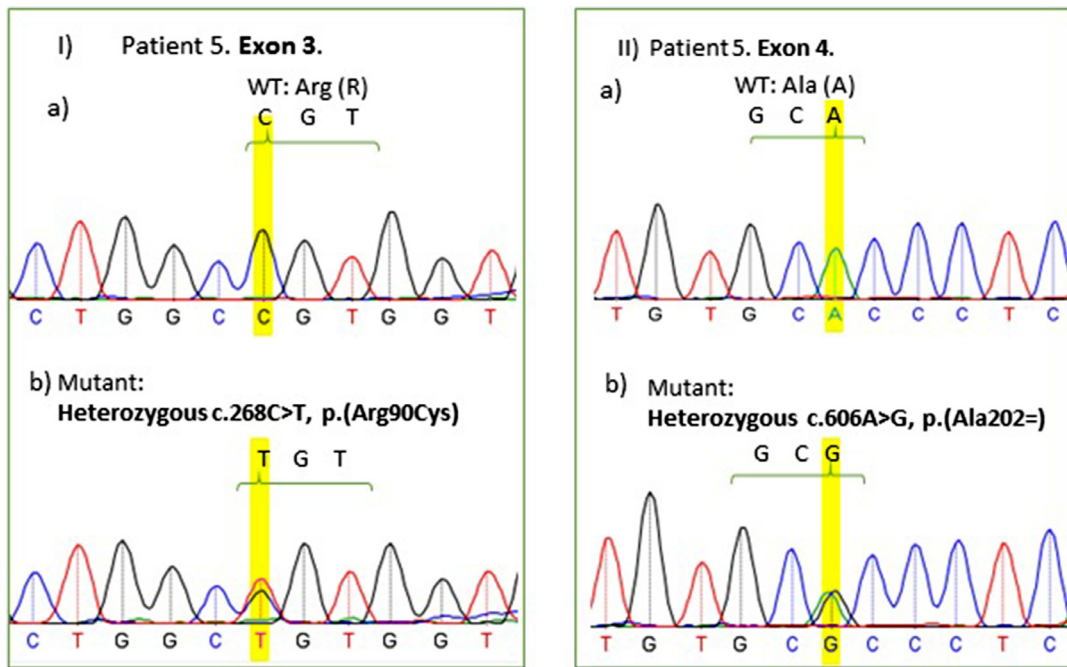 I) Patient 5. Exon 3.
a)
WT: Arg (R)
C G T
C T G G C C G T G G T
b) Mutant:
Heterozygous c.268C>T, p.(Arg90Cys)
T G T
C T G G C T G T G G T
II) Patient 5. Exon 4.
a)
WT: Ala (A)
G C A
T G T G C A C C C T C
b) Mutant:
Heterozygous c.606A>G, p.(Ala202=)
G C G
T G T G C G C C C T C